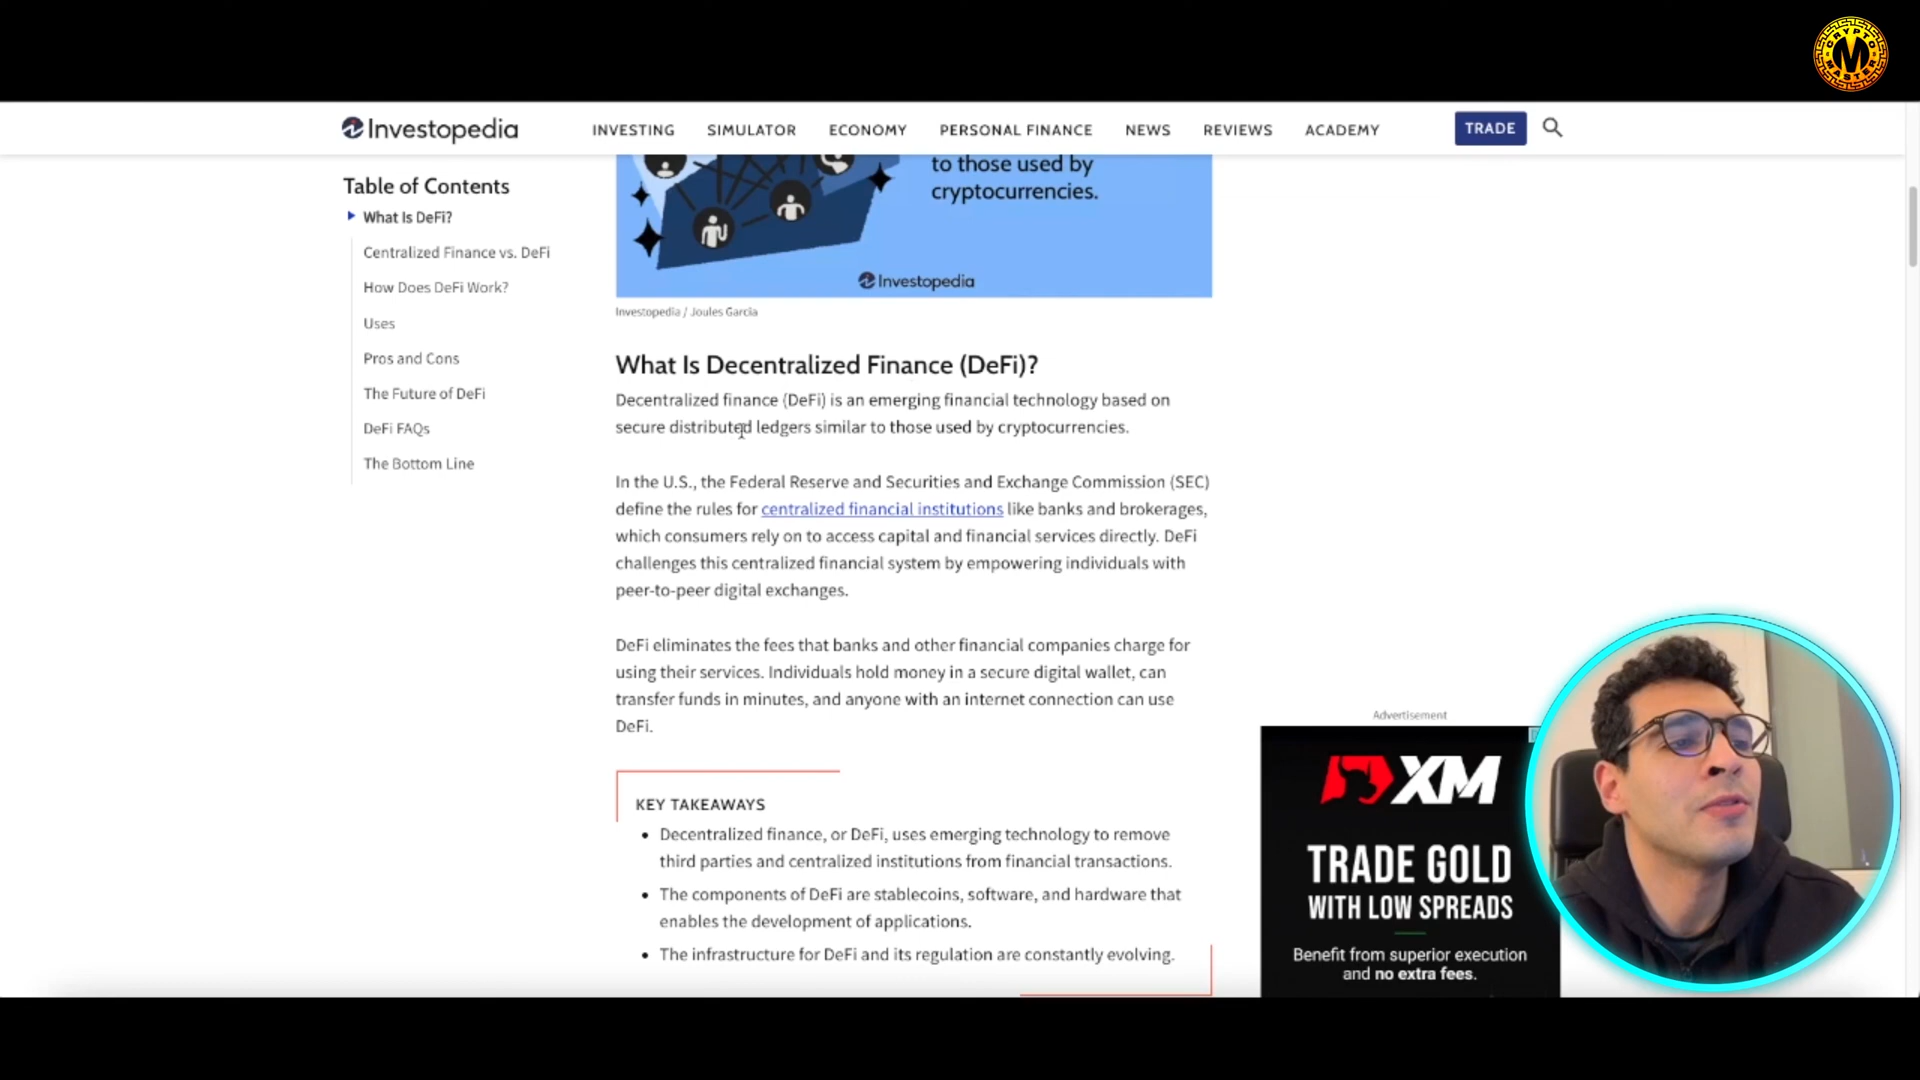 CRYPTO
M
MASTER
Investopedia
INVESTING
SIMULATOR
ECONOMY
PERSONAL FINANCE
NEWS
REVIEWS
ACADEMY
TRADE
Table of Contents
What Is DeFi?
Centralized Finance vs. DeFi
How Does DeFi Work?
Uses
Pros and Cons
The Future of DeFi
DeFi FAQs
The Bottom Line
to those used by
cryptocurrencies.
Investopedia
Investopedia / Joules Garcia
What Is Decentralized Finance (DeFi)?
Decentralized finance (DeFi) is an emerging financial technology based on
secure distributed ledgers similar to those used by cryptocurrencies.
In the U.S., the Federal Reserve and Securities and Exchange Commission (SEC)
define the rules for centralized financial institutions like banks and brokerages,
which consumers rely on to access capital and financial services directly. DeFi
challenges this centralized financial system by empowering individuals with
peer-to-peer digital exchanges.
DeFi eliminates the fees that banks and other financial companies charge for
using their services. Individuals hold money in a secure digital wallet, can
transfer funds in minutes, and anyone with an internet connection can use
DeFi.
KEY TAKEAWAYS
• Decentralized finance, or DeFi, uses emerging technology to remove
third parties and centralized institutions from financial transactions.
• The components of DeFi are stablecoins, software, and hardware that
enables the development of applications.
• The infrastructure for DeFi and its regulation are constantly evolving.
Advertisement
XM
TRADE GOLD
WITH LOW SPREADS
Benefit from superior execution
and no extra fees.